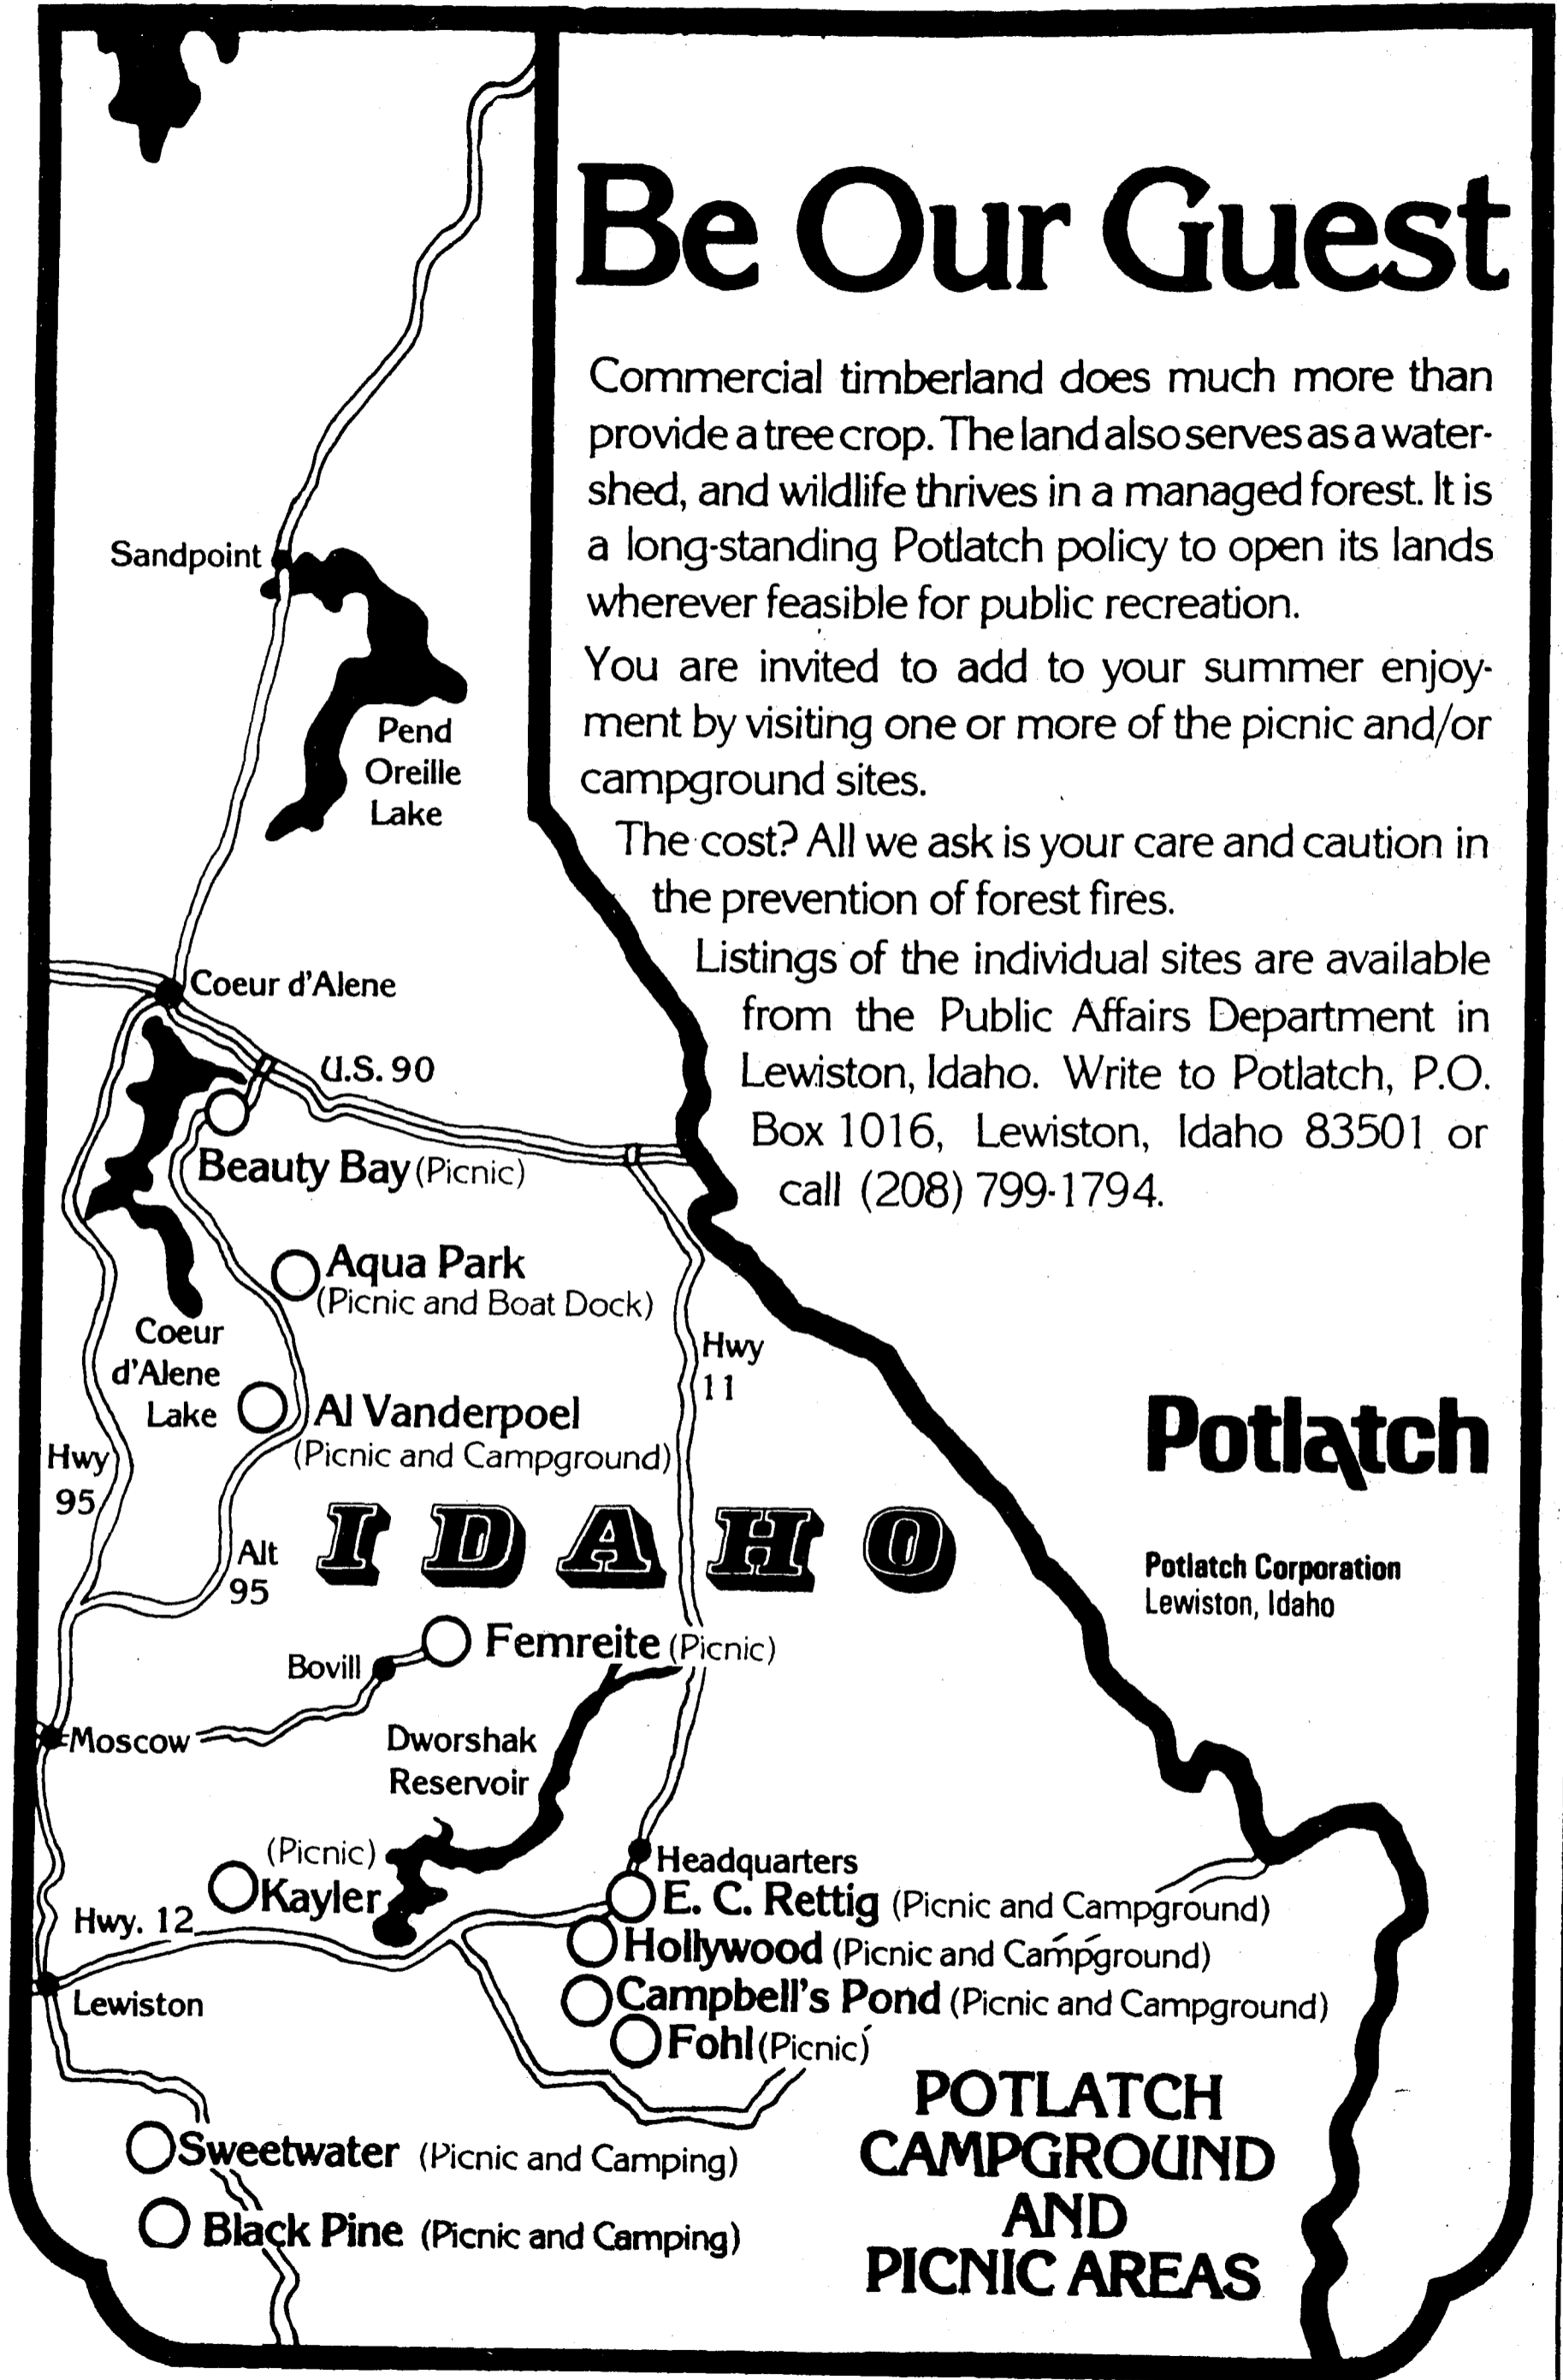 Be Our Guest
Commercial timberland does much more than
provide a tree crop. The land also serves as a water-
shed, and wildlife thrives in a managed forest. It is
a long-standing Potlatch policy to open its lands
wherever feasible for public recreation.
You are invited to add to your summer enjoy-
ment by visiting one or more of the picnic and/or
campground sites.
The cost? All we ask is your care and caution in
the prevention of forest fires.
Listings of the individual sites are available
from the Public Affairs Department in
Lewiston, Idaho. Write to Potlatch, P.O.
Box 1016, Lewiston, Idaho 83501 or
call (208) 799-1794.
Sandpoint
Pend
Oreille
Lake
Coeur d'Alene
U.S. 90
Beauty Bay (Picnic)
Aqua Park
(Picnic and Boat Dock)
Coeur
d'Alene
Lake
Hwy
11
Al Vanderpoel
(Picnic and Campground)
Hwy
95
Alt
95
IDAHO
Potlatch
Potlatch Corporation
Lewiston, Idaho
Femreite (Picnic)
Bovill
Moscow
Dworshak
Reservoir
(Picnic)
Kayler
Hwy. 12
Headquarters
E. C. Rettig (Picnic and Campground)
Hollywood (Picnic and Campground)
Campbell's Pond (Picnic and Campground)
Fohl (Picnic)
Lewiston
Sweetwater (Picnic and Camping)
Black Pine (Picnic and Camping)
POTLATCH
CAMPGROUND
AND
PICNIC AREAS